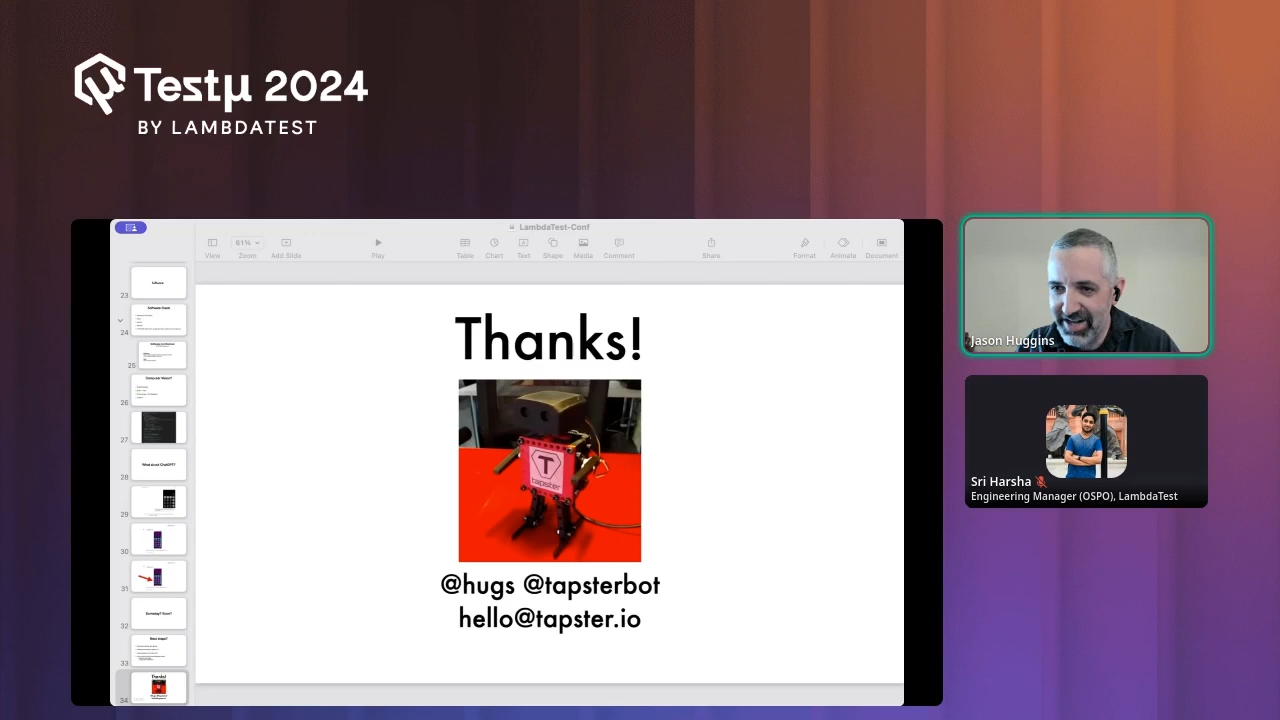 Testμ 2024
BY LAMBDATEST
LambdaTest-Conf
61%
View
Zoom
Add Slide
Play
Table
Chart
Text
Shape
Media
Comment
Share
Format
Animate
Document
23
24
Software Stack
25
26
Computer Vision?
27
28
What about ChatGPT?
29
30
31
32
Someday? Soon?
33
Next steps?
34
Thanks!
Thanks!
T
tapster
@hugs @tapsterbot
hello@tapster.io
Jason Huggins
Sri Harsha
Engineering Manager (OSPO), LambdaTest